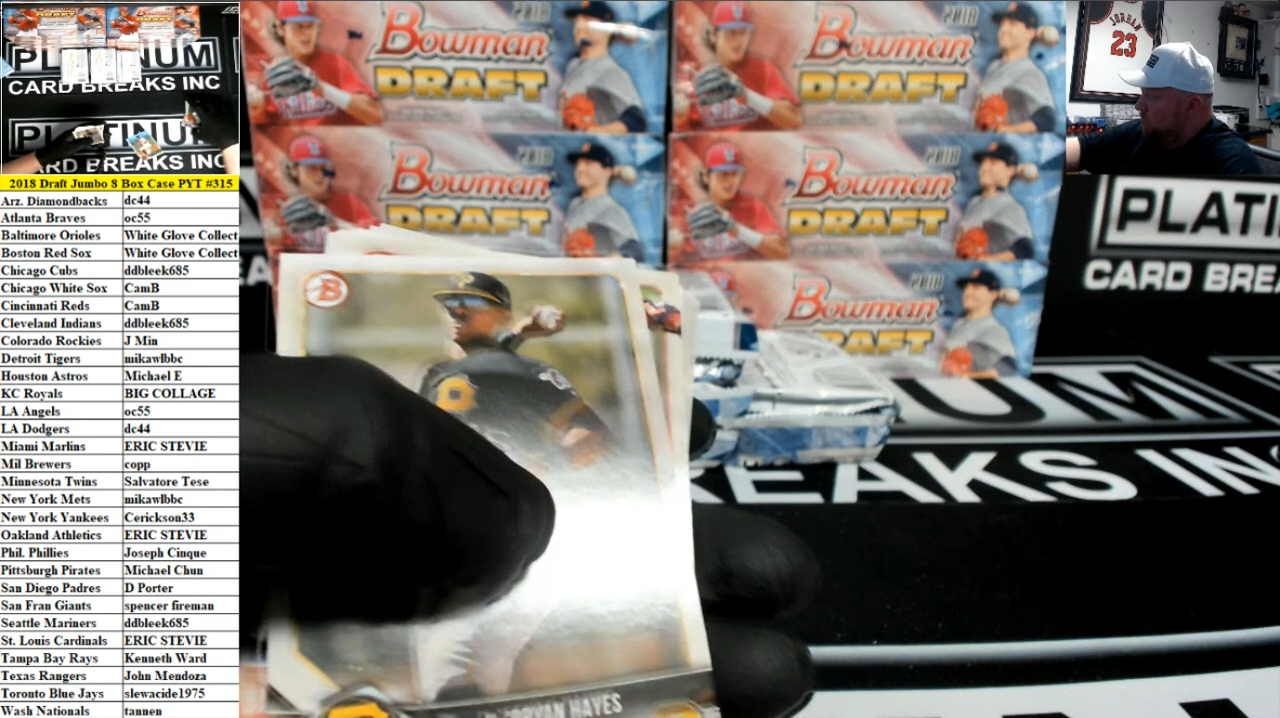 PLATINUM
CARD BREAKS INC
PLATINU
CARD BREAKS INC
2018 Draft Jumbo 8 Box Case PYT #315
Arz. Diamondbacks dc44
Atlanta Braves oc55
Baltimore Orioles White Glove Collect
Boston Red Sox White Glove Collect
Chicago Cubs ddbleek685
Chicago White Sox CamB
Cincinnati Reds CamB
Cleveland Indians ddbleek685
Colorado Rockies J Min
Detroit Tigers mikawlbbc
Houston Astros Michael E
KC Royals BIG COLLAGE
LA Angels oc55
LA Dodgers dc44
Miami Marlins ERIC STEVIE
Mil Brewers copp
Minnesota Twins Salvatore Tese
New York Mets mikawlbbc
New York Yankees Cerickson33
Oakland Athletics ERIC STEVIE
Phil. Phillies Joseph Cinque
Pittsburgh Pirates Michael Chun
San Diego Padres D Porter
San Fran Giants spencer fireman
Seattle Mariners ddbleek685
St. Louis Cardinals ERIC STEVIE
Tampa Bay Rays Kenneth Ward
Texas Rangers John Mendoza
Toronto Blue Jays slewacide1975
Wash Nationals tannen
2018
Bowman
DRAFT
2018
Bowman
DRAFT
2018
Bowman
DRAFT
2018
Bowman
DRAFT
2018
Bowman
DRAFT
B
HAYES
JORDAN
23
PLATI
CARD BREA
UM
REAKS INC